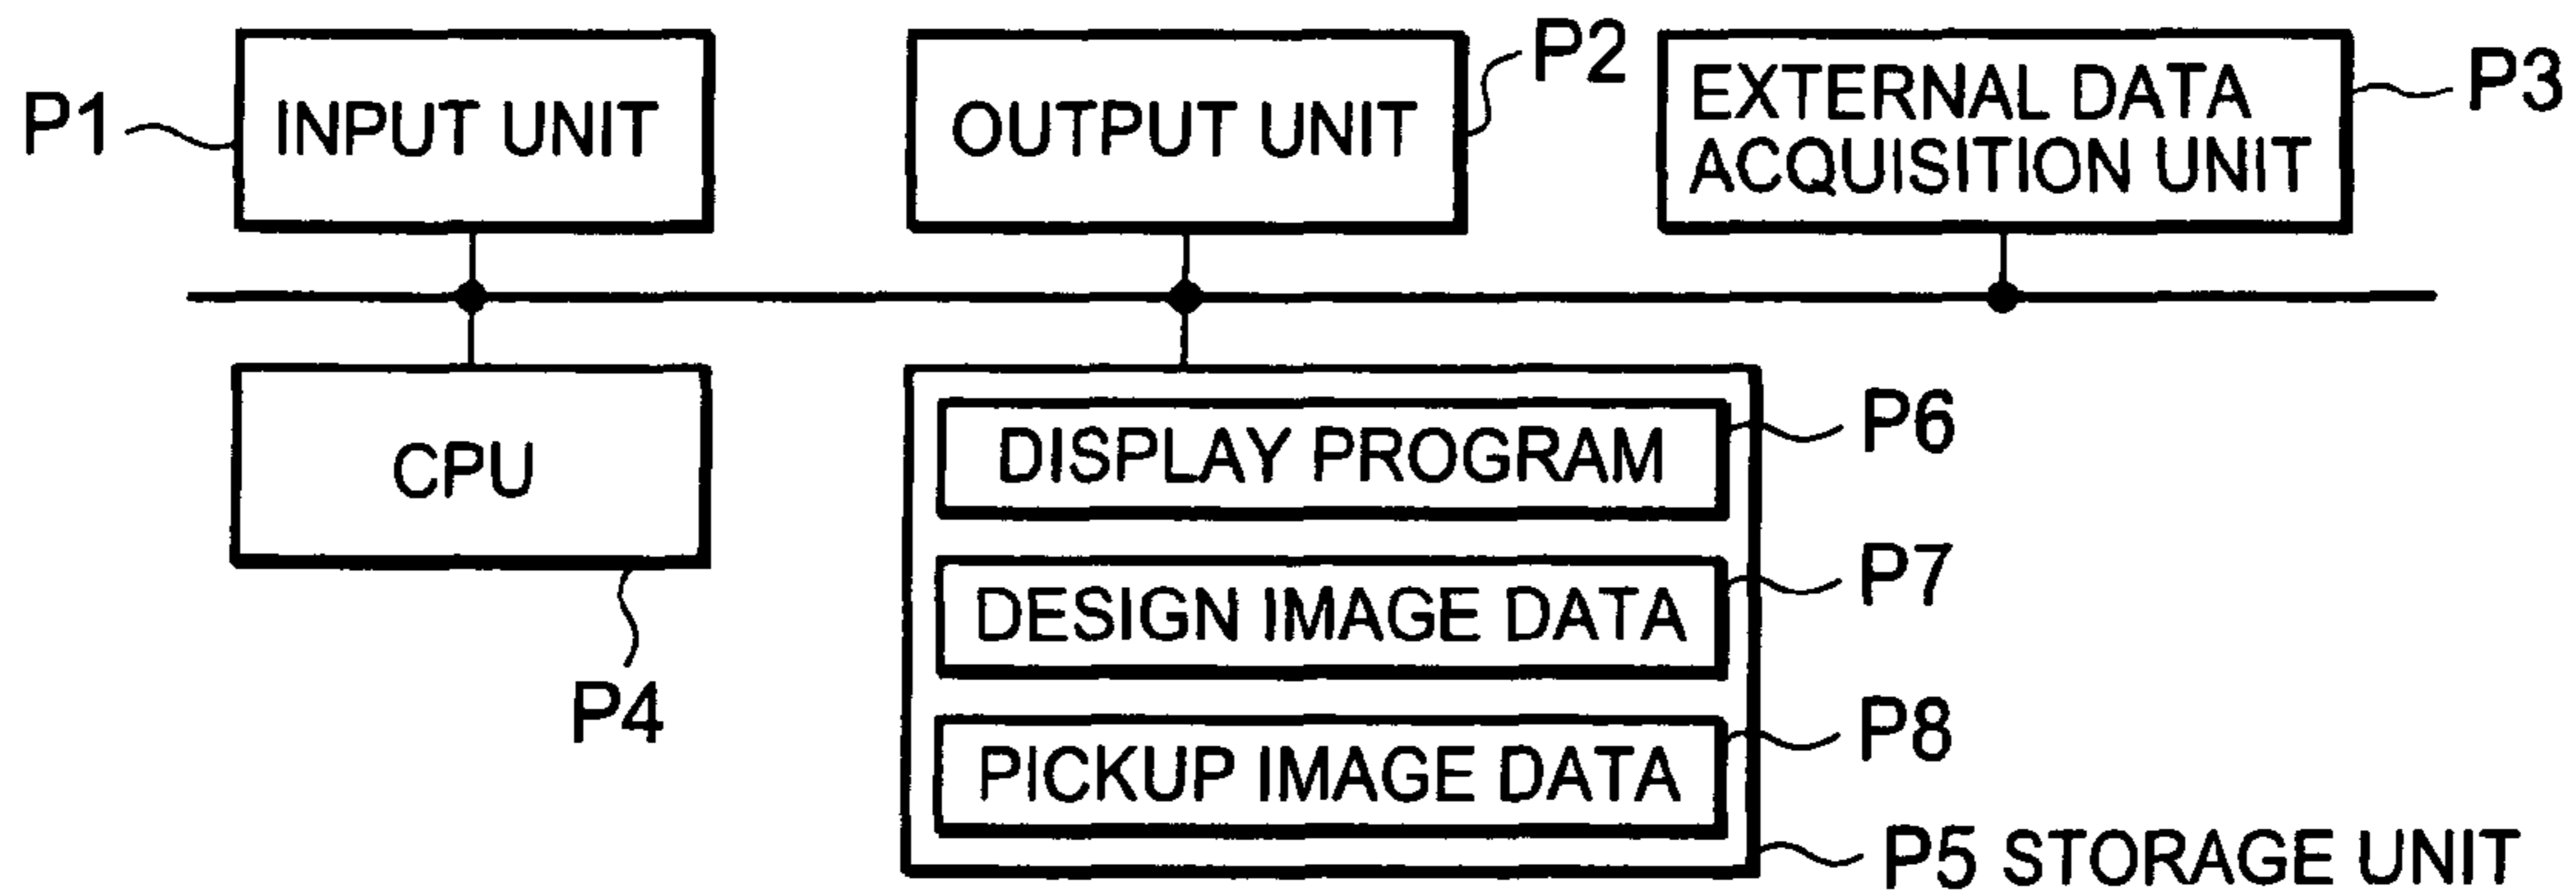 P1
INPUT UNIT
OUTPUT UNIT
P2
EXTERNAL DATA
ACQUISITION UNIT
P3
CPU
P4
DISPLAY PROGRAM
P6
DESIGN IMAGE DATA
P7
PICKUP IMAGE DATA
P8
P5 STORAGE UNIT